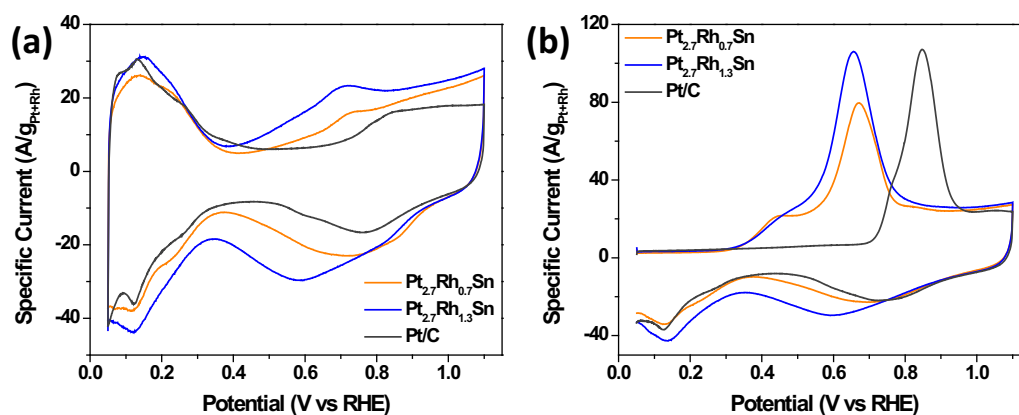 (a)
40
20
0
-20
-40
Specific Current (A/g_Pt+Rh)
0.0 0.2 0.4 0.6 0.8 1.0
Potential (V vs RHE)
Pt₂.₇Rh₀.₇Sn
Pt₂.₇Rh₁.₃Sn
Pt/C
(b)
120
80
40
0
-40
Specific Current (A/g_Pt+Rh)
0.0 0.2 0.4 0.6 0.8 1.0
Potential (V vs RHE)
Pt₂.₇Rh₀.₇Sn
Pt₂.₇Rh₁.₃Sn
Pt/C